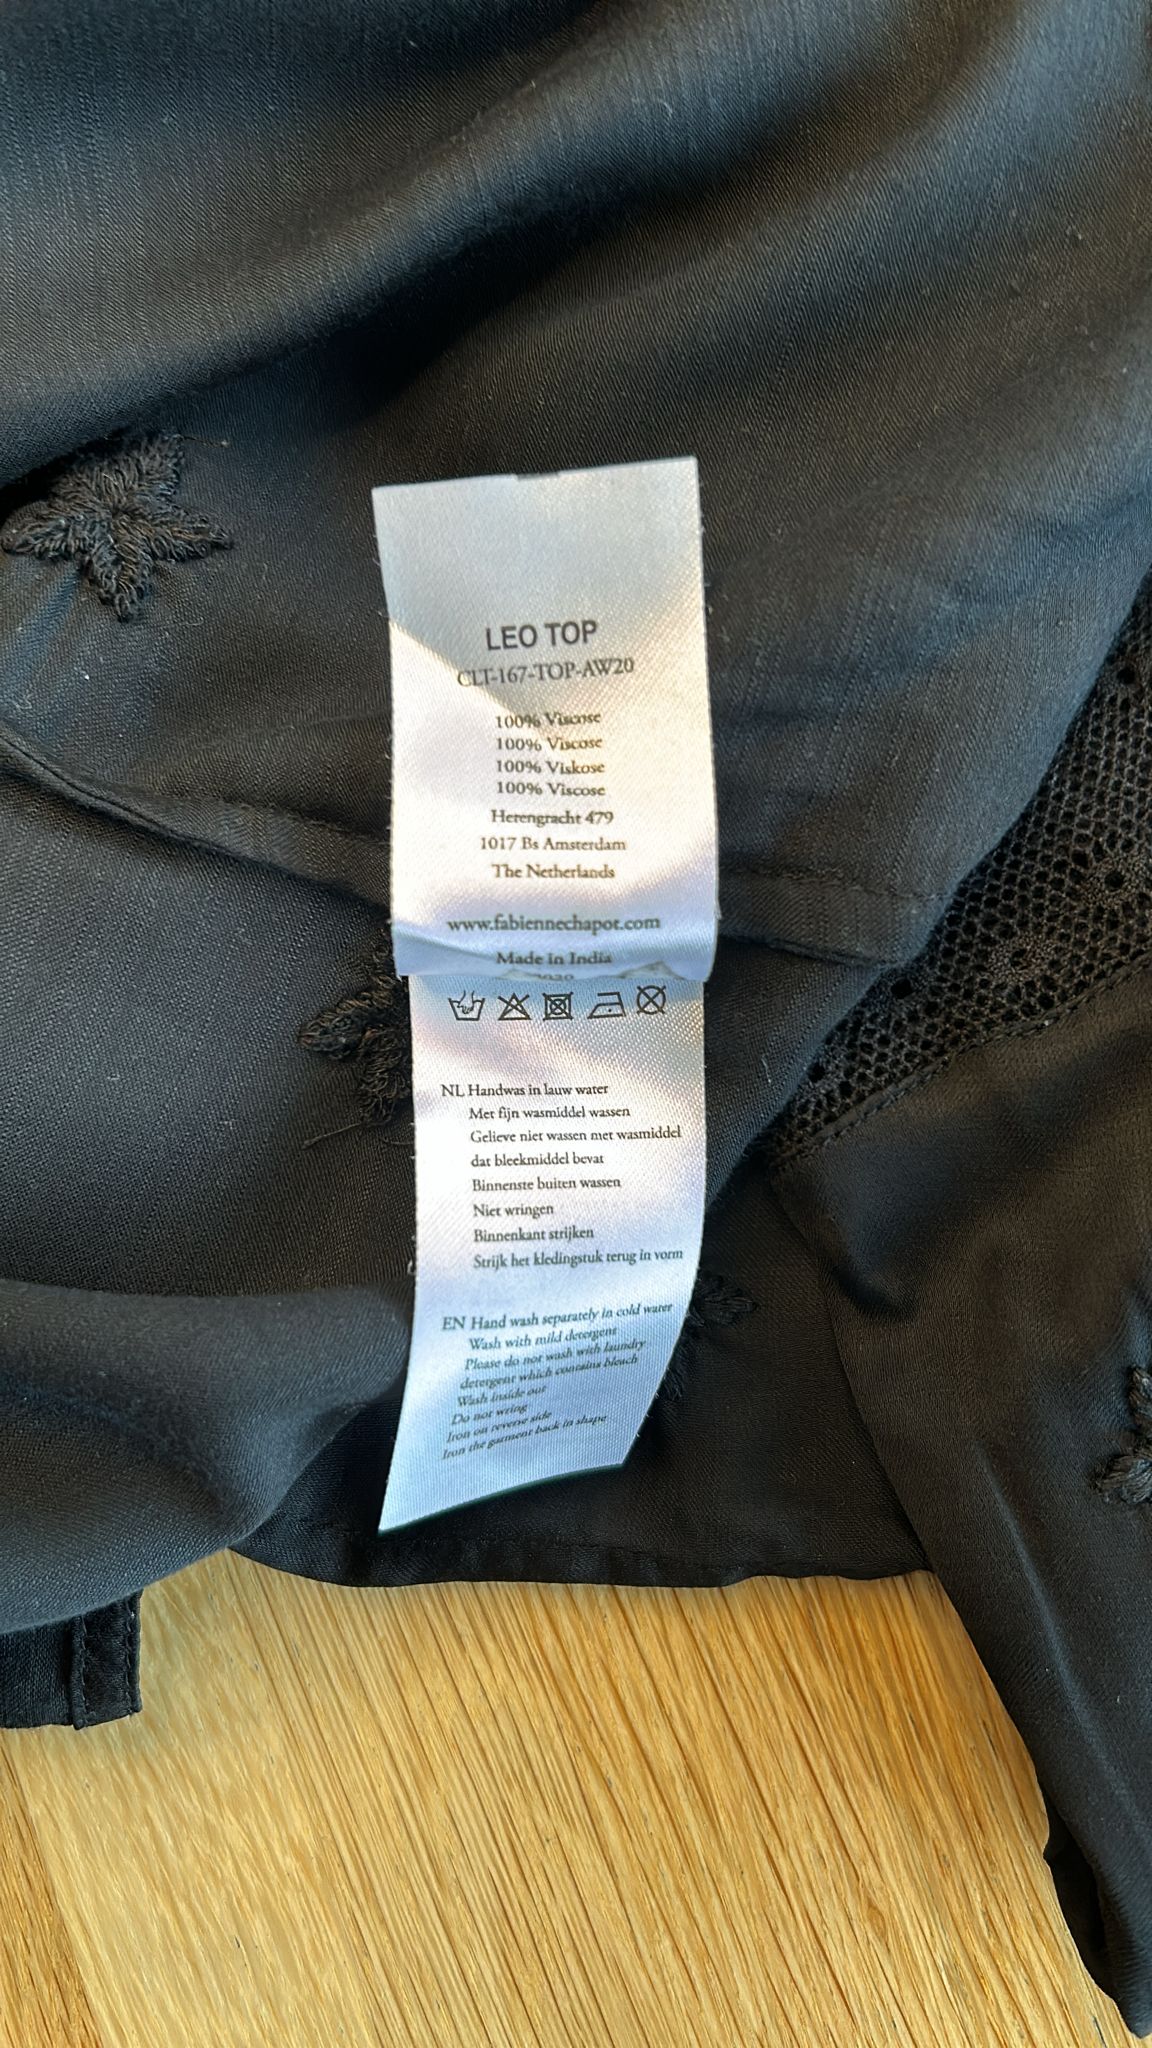 LEO TOP
CLT-167-TOP-AW20
100% Viscose
100% Viscose
100% Viskose
100% Viscose
Herengracht 479
1017 Bs Amsterdam
The Netherlands
www.fabiennechapot.com
Made in India
NL Handwas in lauw water
Met fijn wasmiddel wassen
Gelieve niet wassen met wasmiddel
dat bleekmiddel bevat
Binnenste buiten wassen
Niet wringen
Binnenkant strijken
Strijk het kledingstuk terug in vorm
EN Hand wash separately in cold water
Wash with mild detergent
Please do not wash with laundry
detergent which contains bleach
Wash inside out
Do not wring
Iron on reverse side
Iron the garment back in shape